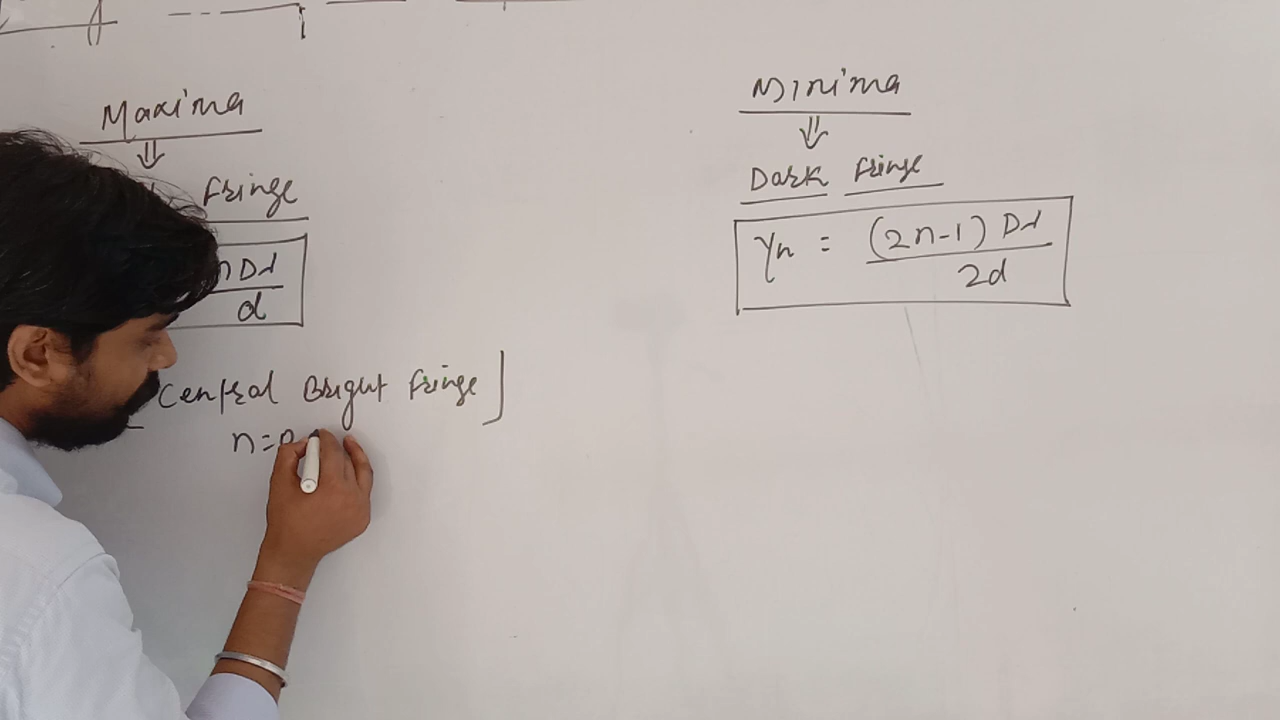 Maxima
⇓
Fringe
nDλ
d
Central Bright Fringe]
n=0
Minima
⇓
Dark Fringe
Yn = (2n-1) Dλ
2d